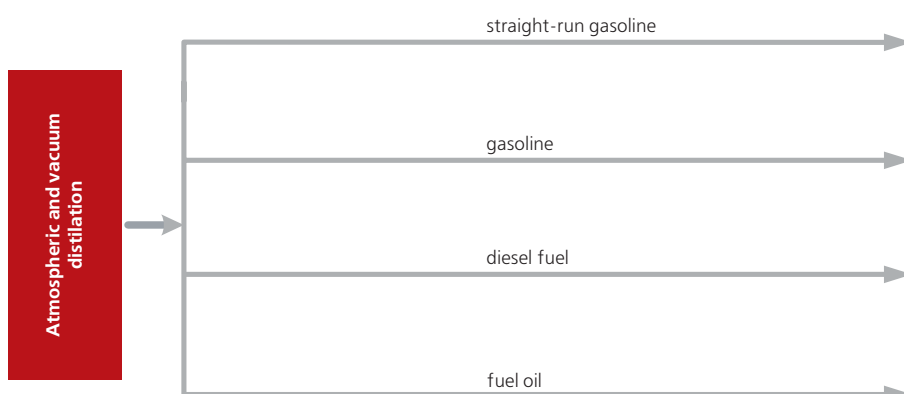 straight-run gasoline
Atmospheric and vacuum
distilation
gasoline
diesel fuel
fuel oil